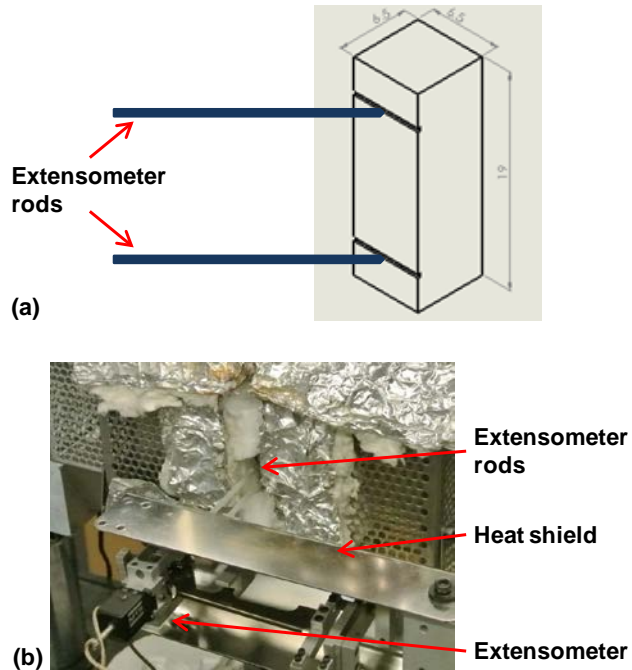 6.5
6.5
19
Extensometer
rods
(a)
Extensometer
rods
Heat shield
(b)
Extensometer